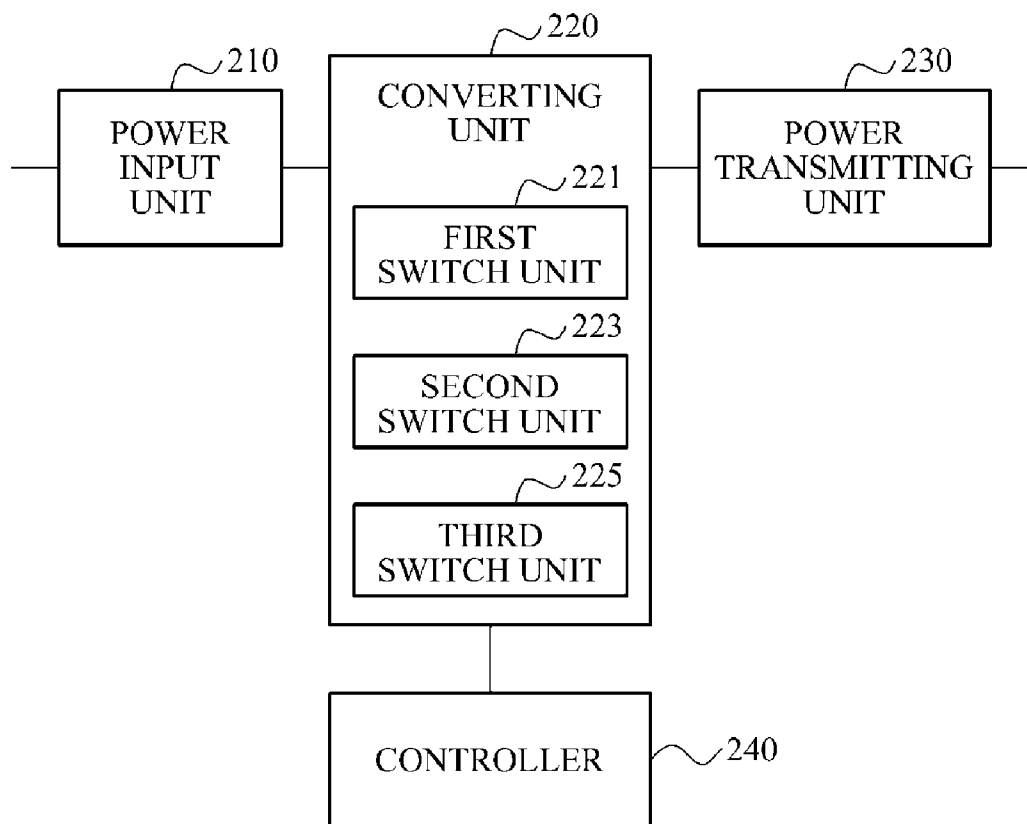 220
210
230
CONVERTING
UNIT
POWER
INPUT
UNIT
POWER
TRANSMITTING
UNIT
221
FIRST
SWITCH UNIT
223
SECOND
SWITCH UNIT
225
THIRD
SWITCH UNIT
CONTROLLER
240